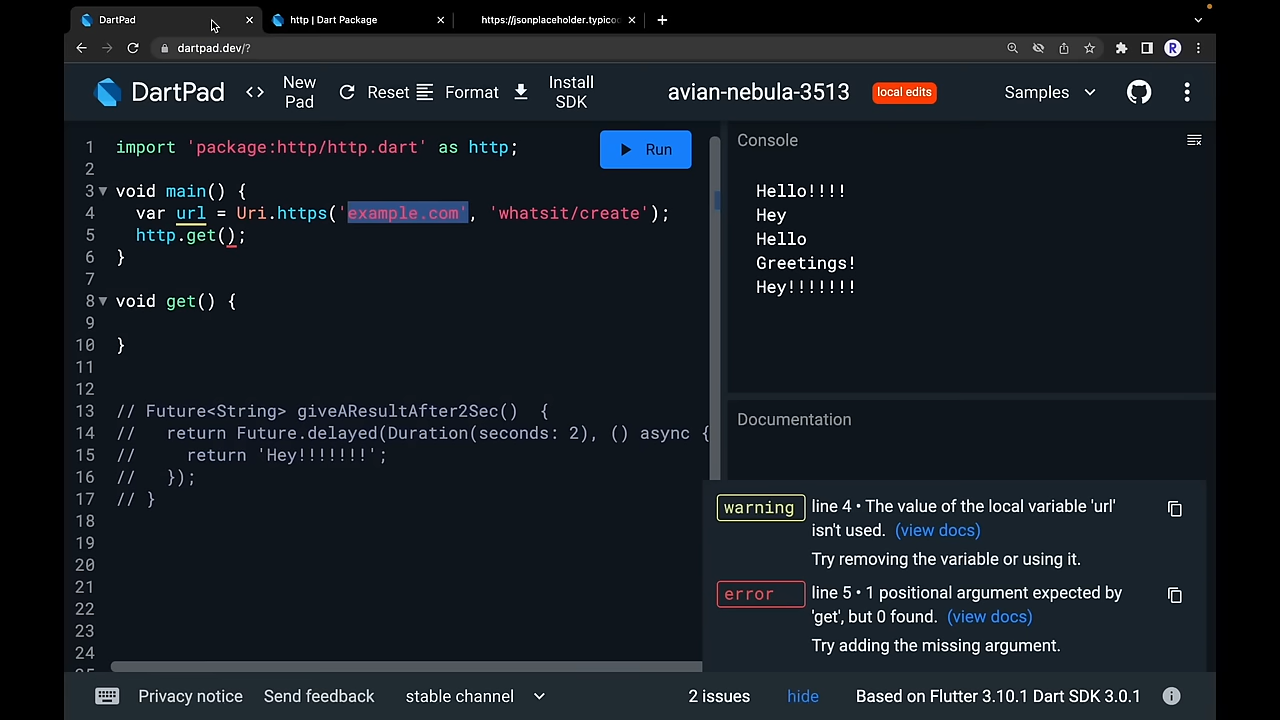 DartPad
http | Dart Package
https://jsonplaceholder.typico
dartpad.dev/?
R
DartPad
<> New Pad
Reset
Format
Install SDK
avian-nebula-3513
local edits
Samples
1 import 'package:http/http.dart' as http;
2
3 void main() {
4 var url = Uri.https('example.com', 'whatsit/create');
5 http.get();
6 }
7
8 void get() {
9
10 }
11
12
13 // Future<String> giveAResultAfter2Sec()  {
14 //   return Future.delayed(Duration(seconds: 2), () async {
15 //     return 'Hey!!!!!!!';
16 //   });
17 // }
18
19
20
21
22
23
24
Run
Console
Hello!!!!
Hey
Hello
Greetings!
Hey!!!!!!!
Documentation
warning line 4 • The value of the local variable 'url'
isn't used. (view docs)
Try removing the variable or using it.
error line 5 • 1 positional argument expected by
'get', but 0 found. (view docs)
Try adding the missing argument.
Privacy notice
Send feedback
stable channel
2 issues
hide
Based on Flutter 3.10.1 Dart SDK 3.0.1